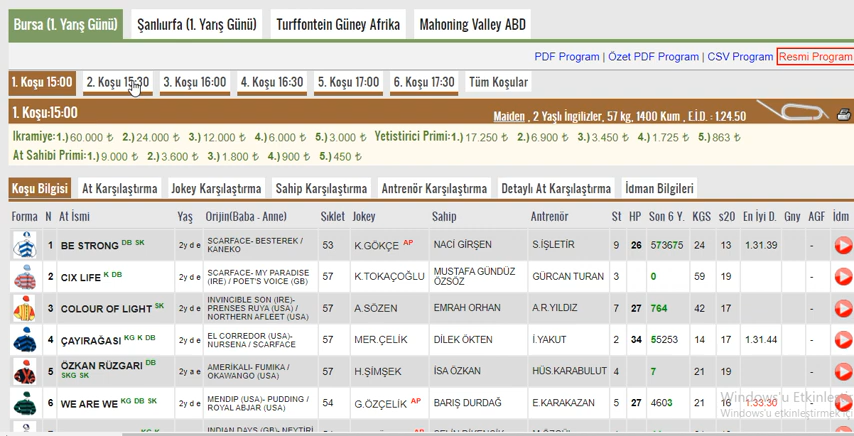 Bursa (1. Yarış Günü) Şanlıurfa (1. Yarış Günü) Turffontein Güney Afrika Mahoning Valley ABD
PDF Program | Özet PDF Program | CSV Program Resmi Program
1. Koşu 15:00 2. Koşu 15:30 3. Koşu 16:00 4. Koşu 16:30 5. Koşu 17:00 6. Koşu 17:30 Tüm Koşular
1. Koşu:15:00 Maiden , 2 Yaşlı İngilizler, 57 kg, 1400 Kum , E.İ.D. : 1.24.50
Ikramiye:1.) 60.000 ₺ 2.) 24.000 ₺ 3.) 12.000 ₺ 4.) 6.000 ₺ 5.) 3.000 ₺ Yetistirici Primi:1.) 17.250 ₺ 2.) 6.900 ₺ 3.) 3.450 ₺ 4.) 1.725 ₺ 5.) 863 ₺
At Sahibi Primi:1.) 9.000 ₺ 2.) 3.600 ₺ 3.) 1.800 ₺ 4.) 900 ₺ 5.) 450 ₺
Koşu Bilgisi At Karşılaştırma Jokey Karşılaştırma Sahip Karşılaştırma Antrenör Karşılaştırma Detaylı At Karşılaştırma İdman Bilgileri
Forma N At İsmi Yaş Orijin(Baba - Anne) Sıklet Jokey Sahip Antrenör St HP Son 6 Y. KGS s20 En İyi D. Gny AGF İdm
1 BE STRONG DB SK 2y d e SCARFACE- BESTEREK / KANEKO 53 K.GÖKÇE AP NACİ GİRŞEN S.İŞLETİR 9 26 573675 24 13 1.31.39 -
2 CIX LIFE K DB 2y d e SCARFACE- MY PARADISE (IRE) / POET'S VOICE (GB) 57 K.TOKAÇOĞLU MUSTAFA GÜNDÜZ ÖZSÖZ GÜRCAN TURAN 3 0 59 19 -
3 COLOUR OF LIGHT SK 2y d e INVINCIBLE SON (IRE)- PRENSES RUYA (USA) / NORTHERN AFLEET (USA) 57 A.SÖZEN EMRAH ORHAN A.R.YILDIZ 7 27 764 42 17 -
4 ÇAYIRAĞASI KG K DB 2y d e EL CORREDOR (USA)- NURSENA / SCARFACE 57 MER.ÇELİK DİLEK ÖKTEN İ.YAKUT 2 34 55253 14 17 1.31.44 -
5 ÖZKAN RÜZGARI DB SKG SK 2y a e AMERİKALI- FUMIKA / OKAWANGO (USA) 57 H.ŞİMŞEK İSA ÖZKAN HÜS.KARABULUT 4 7 21 19 -
6 WE ARE WE KG DB SK 2y d e MENDIP (USA)- PUDDING / ROYAL ABJAR (USA) 54 G.ÖZÇELİK AP BARIŞ DURDAĞ E.KARAKAZAN 5 27 4603 21 16 1.33.30 -
Windows'u Etkinleştir
Windows'u etkinleştirmek için